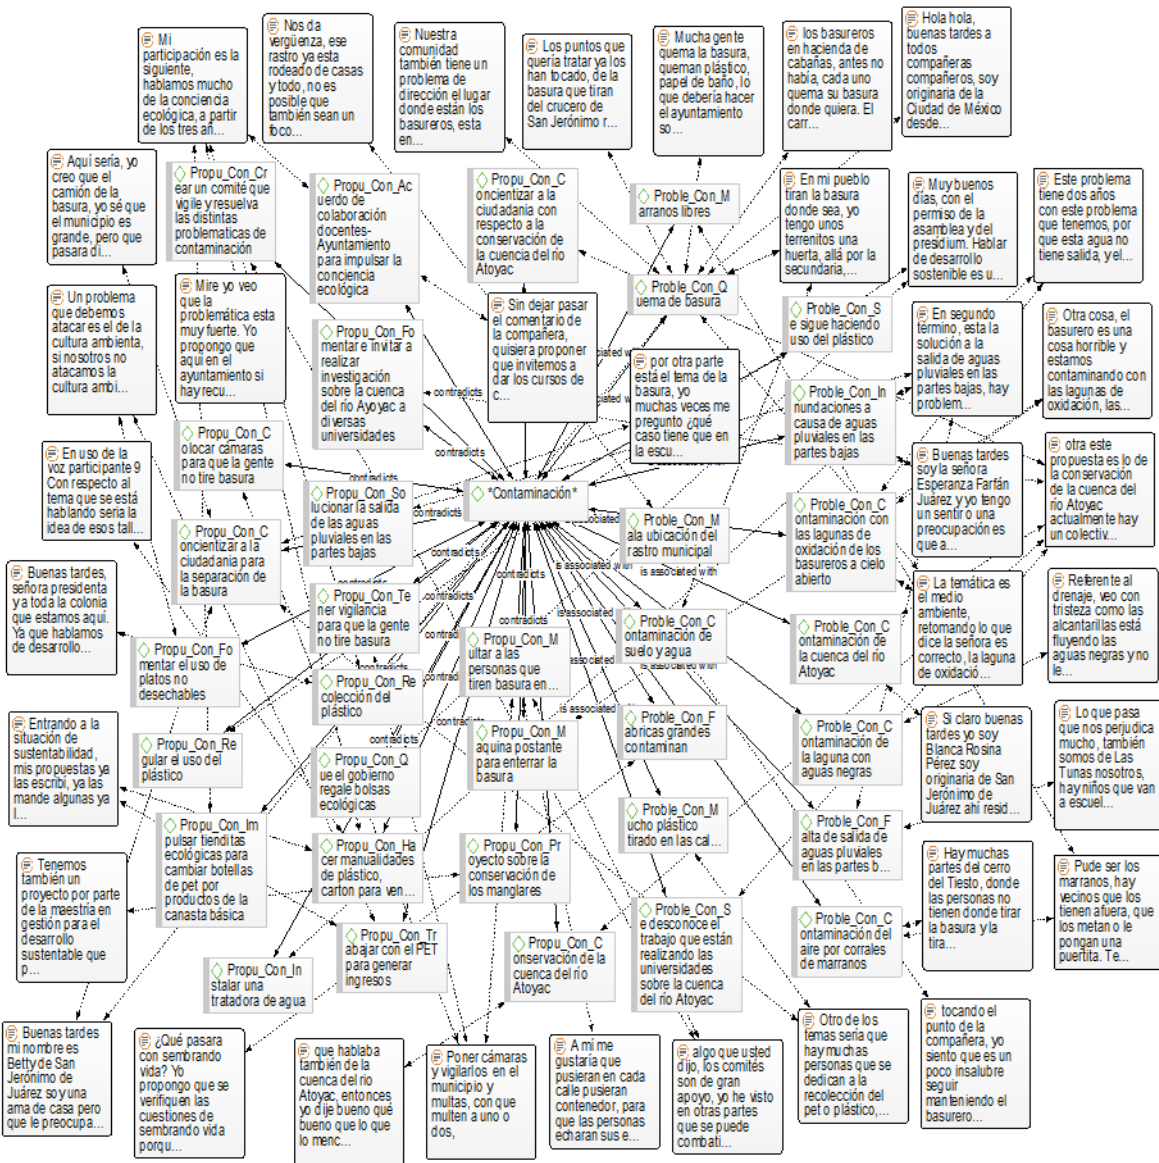 Mi
participación es la
siguiente,
hablamos mucho
de la conciencia
ecológica, a partir
de los tres añ...
Nos da
vergüenza, ese
rastro ya esta
rodeado de casas
y todo, no es
posible que
también sean un
foco...
Nuestra
comunidad
también tiene un
problema de
dirección el lugar
donde están los
basureros, esta
en...
Los puntos que
quería tratar ya los
han tocado, de la
basura que tiran
del crucero de
San Jerónimo r...
Mucha gente
quema la basura,
queman plástico,
papel de baño, lo
que debería hacer
el ayuntamiento
so...
los basureros
en hacienda de
cabañas, antes no
había, cada uno
quema su basura
donde quiera. El
carr...
Hola hola,
buenas tardes a
todos
compañeras
compañeros, soy
originaria de la
Ciudad de México
desde...
Aquí sería, yo
creo que el
camión de la
basura, yo sé que
el municipio es
grande, pero que
pasara di...
Propu_Con_Cr
ear un comité que
vigile y resuelva
las distintas
problematicas de
contaminación
Propu_Con_Ac
uerdo de
colaboración
docentes-
Ayuntamiento
para impulsar la
conciencia
ecológica
Propu_Con_C
oncientizar a la
ciudadania con
respecto a la
conservación de
la cuencia del río
Atoyac
Proble_Con_M
arranos libres
En mi pueblo
tiran la basura
donde sea, yo
tengo unos
terrenitos una
huerta, allá por la
secundaria,...
Muy buenos
días, con el
permiso de la
asamblea y del
presidium. Hablar
de desarrollo
sostenible es u...
Este problema
tiene dos años
con este problema
que tenemos, por
que esta agua no
tiene salida, y el...
Un problema
que debemos
atacar es el de la
cultura ambienta,
si nosotros no
atacamos la
cultura ambi...
Mire yo veo
que la
problemática esta
muy fuerte. Yo
propongo que
aqui en el
ayuntamiento si
hay recu...
Propu_Con_Fo
mentar e invitar a
realizar
investigación
sobre la cuenca
del río Ayoyac a
diversas
universidades
Sin dejar pasar
el comentario de
la compañera,
quisiera proponer
que invitemos a
dar los cursos de
c...
Proble_Con_Q
uema de basura
Proble_Con_S
e sigue haciendo
uso del plástico
por otra parte
está el tema de la
basura, yo
muchas veces me
pregunto ¿qué
caso tiene que en
la escu...
En segundo
término, esta la
solución a la
salida de aguas
pluviales en las
partes bajas, hay
problem...
Otra cosa, el
basurero es una
cosa horrible y
estamos
contaminando con
las lagunas de
oxidación, las...
Proble_Con_In
nundaciones a
causa de aguas
pluviales en las
partes bajas
En uso de la
voz participante 9
Con respecto al
tema que se está
hablando seria la
idea de esos tall...
Propu_Con_C
olocar cámaras
para que la gente
no tire basura
Propu_Con_So
lucionar la salida
de las aguas
pluviales en las
partes bajas
*Contaminación*
Proble_Con_M
ala ubicación del
rastro municipal
Proble_Con_C
ontaminación con
las lagunas de
oxidación de los
basureros a cielo
abierto
Buenas tardes
soy la señora
Esperanza Farfán
Juárez y yo tengo
un sentir o una
preocupación es
que a...
otra este
propuesta es lo de
la conservación
de la cuenca del
río Atoyac
actualmente hay
un colectiv...
Buenas tardes,
señora presidenta
y a toda la colonia
que estamos aquí.
Ya que hablamos
de desarrollo...
Propu_Con_C
oncientizar a la
ciudadania para
la separación de
la basura
Propu_Con_Te
ner vigilancia
para que la gente
no tire basura
Propu_Con_M
ultar a las
personas que
tiren basura en...
Proble_Con_C
ontaminación de
suelo y agua
Proble_Con_C
ontaminación de
la cuenca del río
Atoyac
La temática es
el medio
ambiente,
retomando lo que
dice la señora es
correcto, la laguna
de oxidació...
Referente al
drenaje, veo con
tristeza como las
alcantarillas está
fluyendo las
aguas negras y no
le...
Propu_Con_Fo
mentar el uso de
platos no
desechables
Propu_Con_Re
colección del
plástico
Entrando a la
situación de
sustentabilidad,
mis propuestas ya
las escribí, ya las
mande algunas ya
l...
Propu_Con_Re
gular el uso del
plástico
Propu_Con_Q
ue el gobierno
regale bolsas
ecológicas
Propu_Con_M
aquina postante
para enterrar la
basura
Proble_Con_F
abricas grandes
contaminan
Proble_Con_C
ontaminación de
la laguna con
aguas negras
Si claro buenas
tardes yo soy
Blanca Rosina
Pérez soy
originaria de San
Jerónimo de
Juárez ahí resid...
Lo que pasa
que nos perjudica
mucho, también
somos de Las
Tunas nosotros,
hay niños que van
a escuel...
Tenemos
también un
proyecto por parte
de la maestría en
gestión para el
desarrollo
sustentable que
p...
Propu_Con_Im
pulsar tienditas
ecológicas para
cambiar botellas
de pet por
productos de la
canasta básica
Propu_Con_Ha
cer manualidades
de plástico,
carton para ven...
Propu_Con_Pr
oyecto sobre la
conservación de
los manglares
Proble_Con_M
ucho plástico
tirado en las cal...
Proble_Con_F
alta de salida de
aguas pluviales
en las partes b...
Hay muchas
partes del cerro
del Tiesto, donde
las personas no
tienen donde tirar
la basura y la
tira...
Pude ser los
marranos, hay
vecinos que los
tienen afuera, que
los metan o le
pongan una
puertita. Te...
Propu_Con_In
stalar una
tratadora de agua
Propu_Con_Tr
abajar con el PET
para generar
ingresos
Propu_Con_C
onservación de la
cuenca del río
Atoyac
Proble_Con_S
e desconoce el
trabajo que están
realizando las
universidades
sobre la cuenca
del río Atoyac
Proble_Con_C
ontaminación del
aire por corrales
de marranos
Buenas tardes
mi nombre es
Betty de San
Jerónimo de
Juárez soy una
ama de casa pero
que le preocupa...
¿Qué pasara
con sembrando
vida? Yo
propongo que se
verifiquen las
cuestiones de
sembrando vida
porqu...
que hablaba
también de la
cuenca del rio
Atoyac, entonces
yo dije bueno qué
bueno que lo que
lo menc...
Poner cámaras
y vigilarlos en el
municipio y
multas, con que
multen a uno o
dos,
A mí me
gustaría que
pusieran en cada
calle pusieran
contenedor, para
que las personas
echaran sus e...
algo que usted
dijo, los comités
son de gran
apoyo, yo he visto
en otras partes
que se puede
combati...
Otro de los
temas sería que
hay muchas
personas que se
dedican a la
recolección del
pet o plástico,...
tocando el
punto de la
compañera, yo
siento que es un
poco insalubre
seguir
manteniendo el
basurero...
contradicts
contradicts
contradicts
contradicts
contradicts
contradicts
is associated with
is associated with
is associated with
is associated with